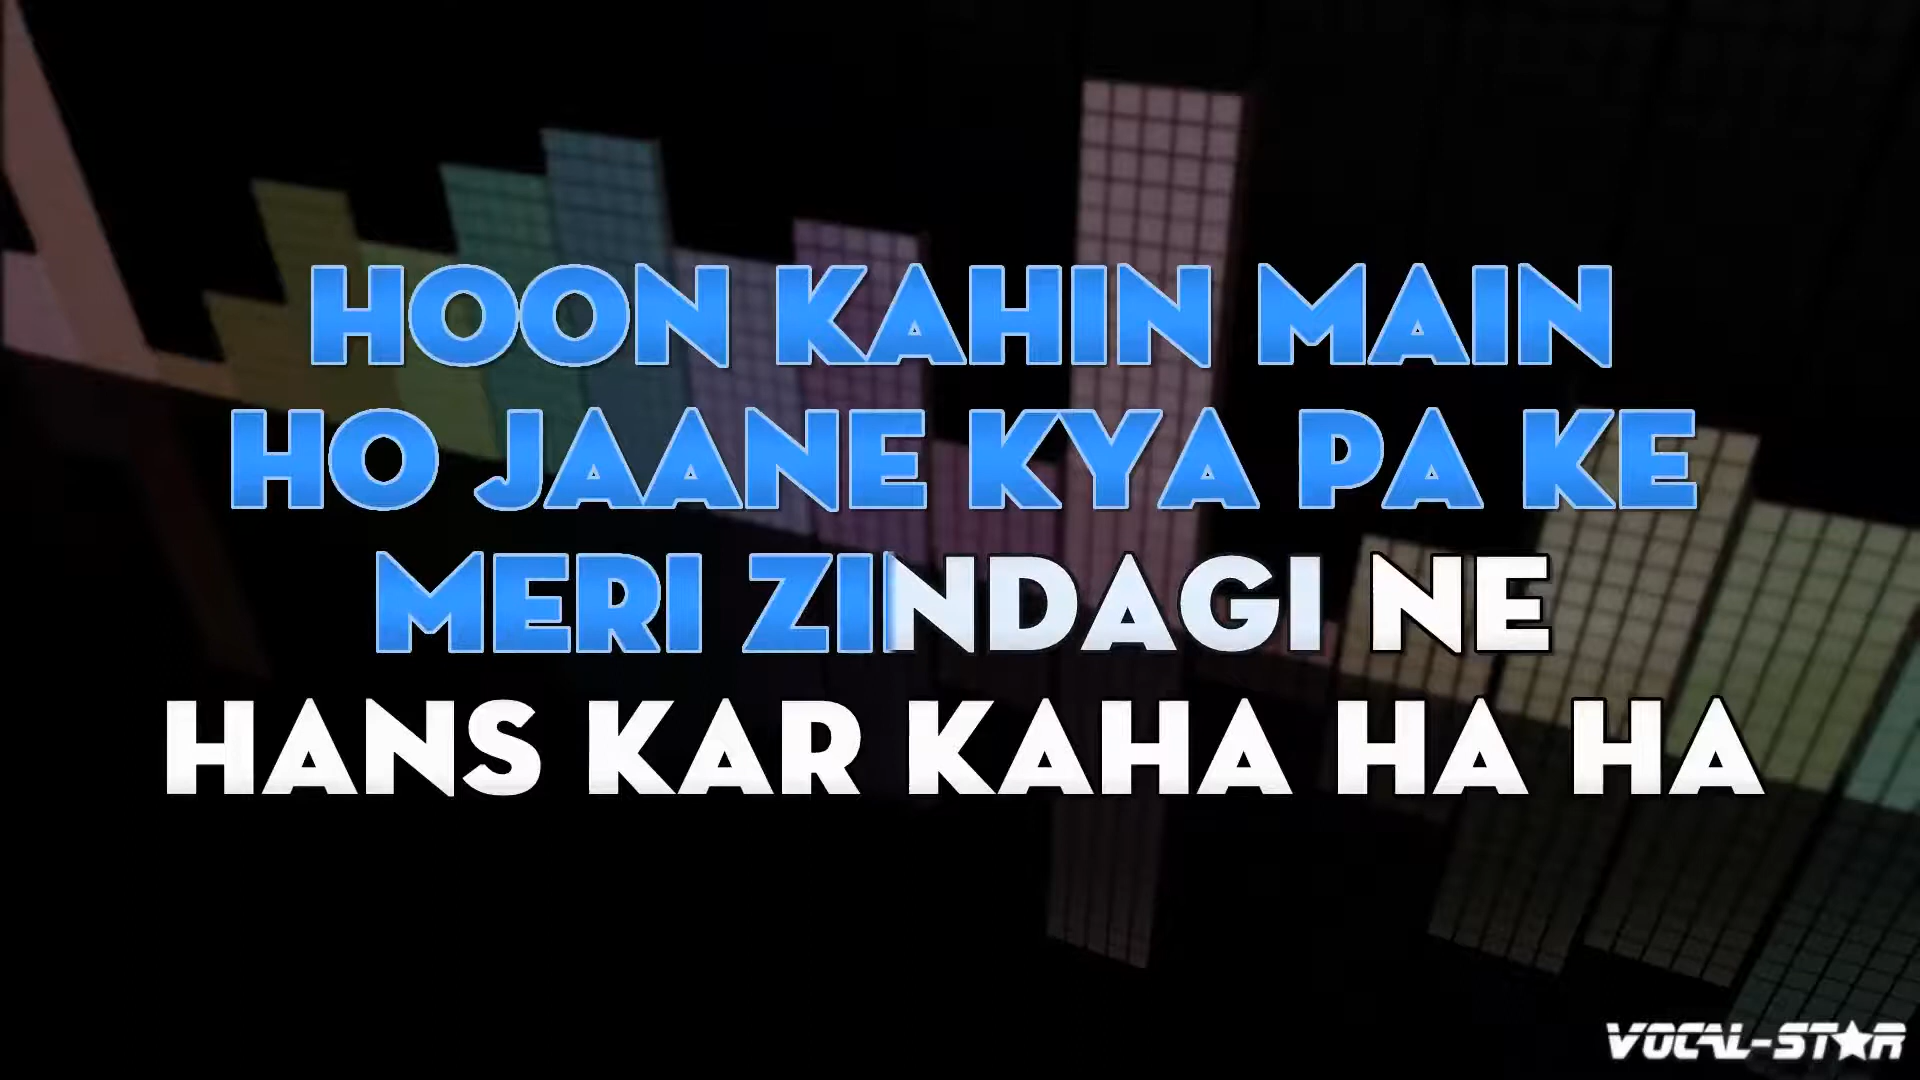 HOON KAHIN MAIN
HO JAANE KYA PA KE
MERI ZINDAGI NE
HANS KAR KAHA HA HA
VOCAL-STAR